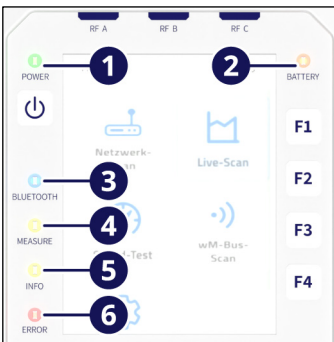 RF A RF B RF C
1 2
POWER BATTERY
F1
Netzwerk-
Live-Scan
3 F2
BLUETOOTH
4 F3
MEASURE
-Test wM-Bus-
Scan
5
INFO F4
6
ERROR